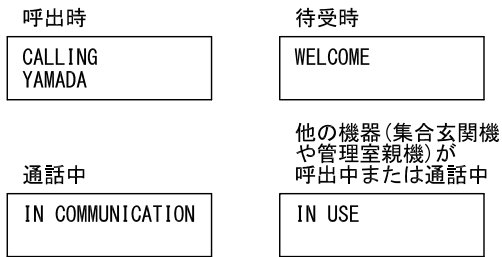 呼出時
CALLING
YAMADA
待受時
WELCOME
通話中
IN COMMUNICATION
他の機器(集合玄関機
や管理室親機)が
呼出中または通話中
IN USE